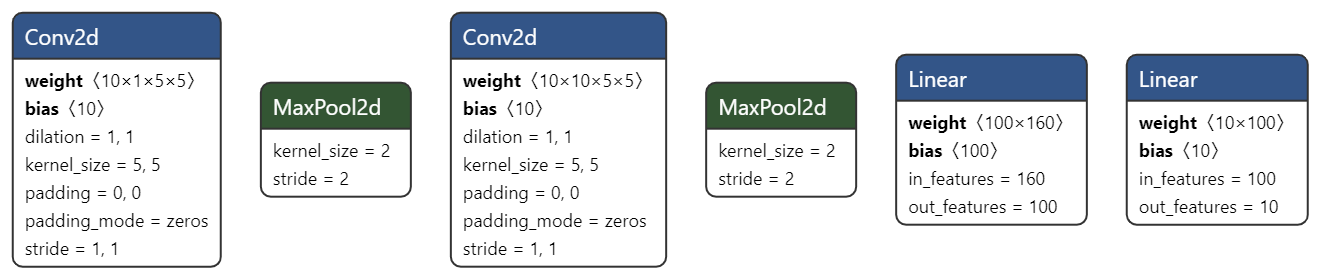 Conv2d
weight〈10×1×5×5〉
bias〈10〉
dilation = 1, 1
kernel_size = 5, 5
padding = 0, 0
padding_mode = zeros
stride = 1, 1
MaxPool2d
kernel_size = 2
stride = 2
Conv2d
weight〈10×10×5×5〉
bias〈10〉
dilation = 1, 1
kernel_size = 5, 5
padding = 0, 0
padding_mode = zeros
stride = 1, 1
MaxPool2d
kernel_size = 2
stride = 2
Linear
weight〈100×160〉
bias〈100〉
in_features = 160
out_features = 100
Linear
weight〈10×100〉
bias〈10〉
in_features = 100
out_features = 10